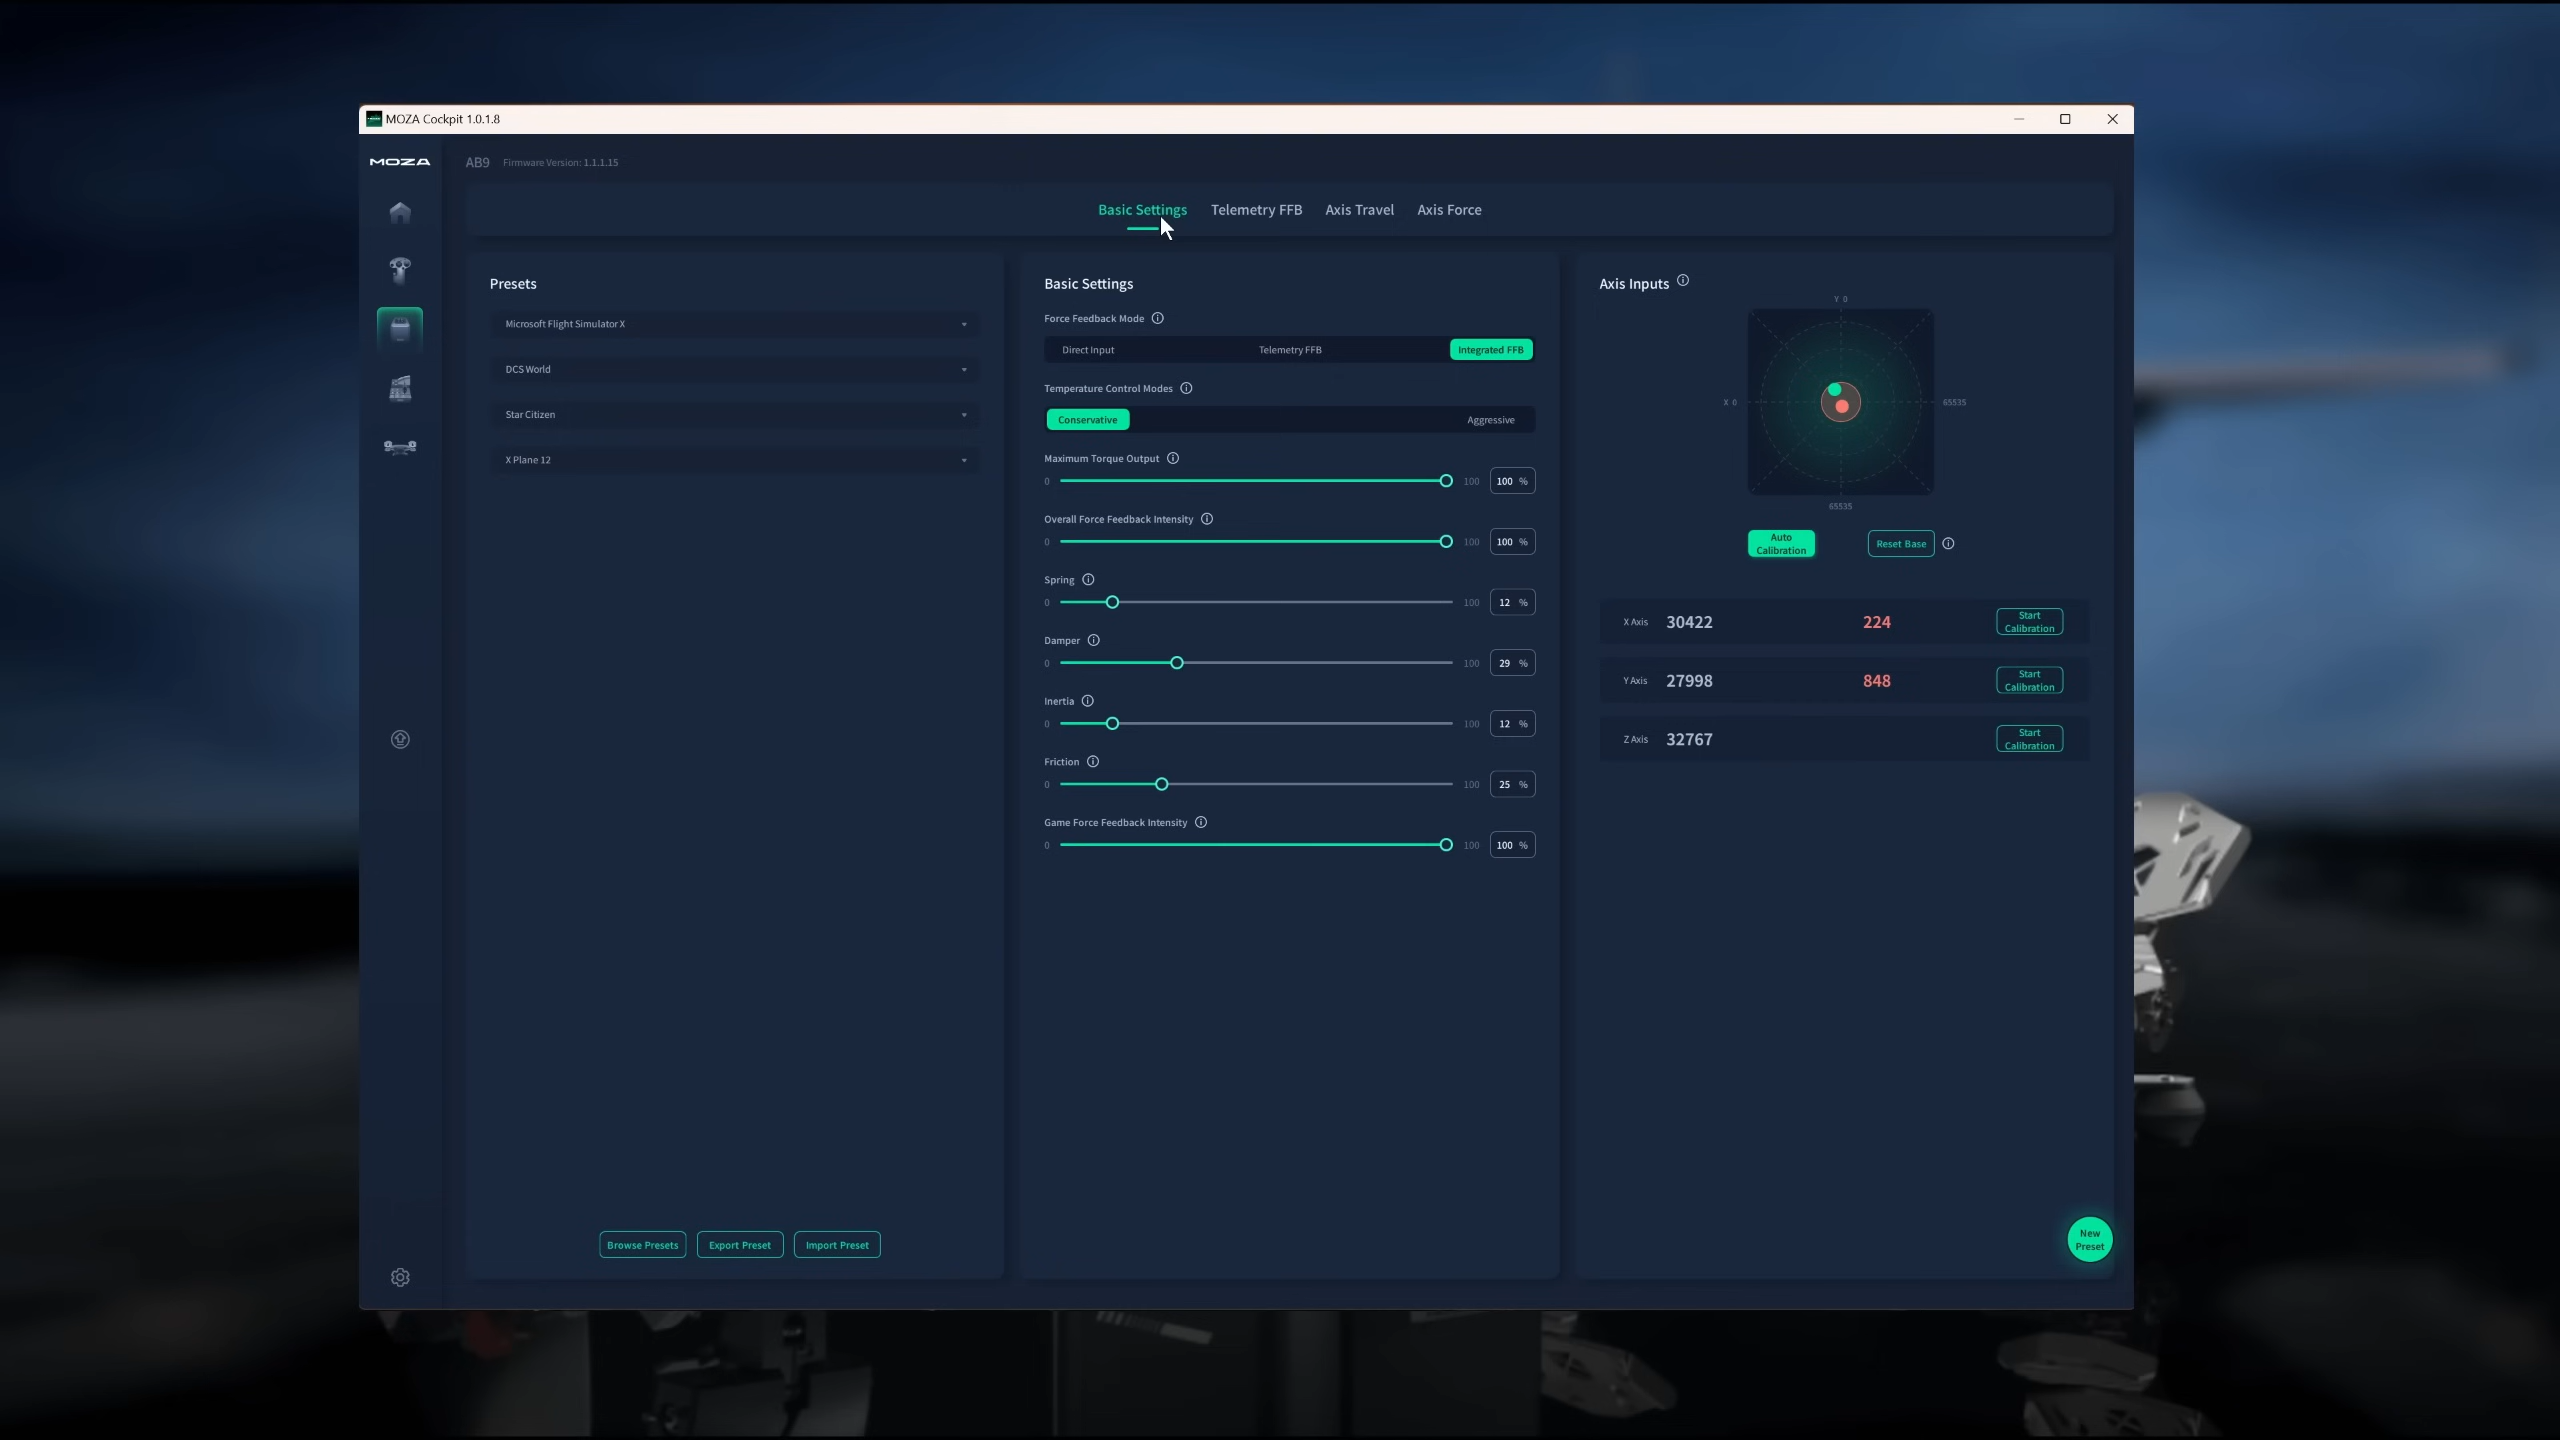 MOZA Cockpit 1.0.1.8
MOZA
AB9 Firmware Version: 1.1.1.15
Basic Settings Telemetry FFB Axis Travel Axis Force
Presets
Microsoft Flight Simulator X
DCS World
Star Citizen
X Plane 12
Browse Presets Export Preset Import Preset
Basic Settings
Force Feedback Mode
Direct Input Telemetry FFB Integrated FFB
Temperature Control Modes
Conservative Aggressive
Maximum Torque Output
0 100 100 %
Overall Force Feedback Intensity
0 100 100 %
Spring
0 100 12 %
Damper
0 100 29 %
Inertia
0 100 12 %
Friction
0 100 25 %
Game Force Feedback Intensity
0 100 100 %
Axis Inputs
Y 0
X 0 65535
65535
Auto
Calibration
Reset Base
X Axis 30422 224 Start
Calibration
Y Axis 27998 848 Start
Calibration
Z Axis 32767 Start
Calibration
New
Preset